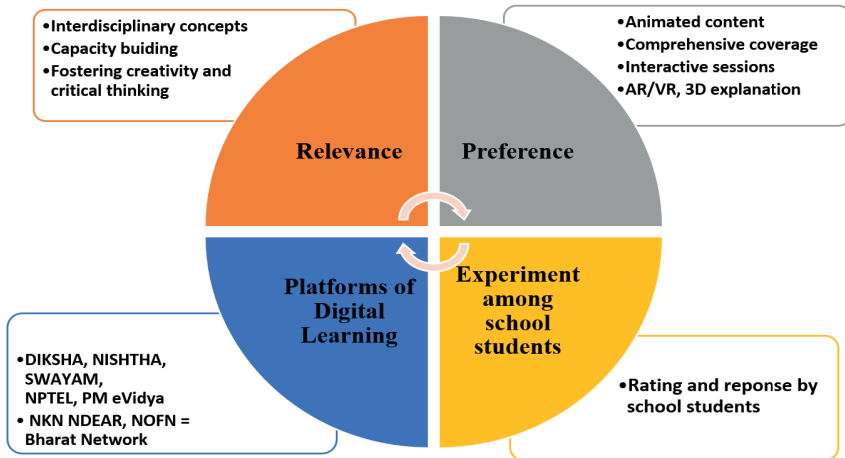 •Interdisciplinary concepts
•Capacity buiding
•Fostering creativity and
critical thinking
•Animated content
•Comprehensive coverage
•Interactive sessions
•AR/VR, 3D explanation
Relevance
Preference
Platforms of
Digital
Learning
Experiment
among
school
students
•DIKSHA, NISHTHA,
SWAYAM,
NPTEL, PM eVidya
• NKN NDEAR, NOFN =
Bharat Network
•Rating and reponse by
school students